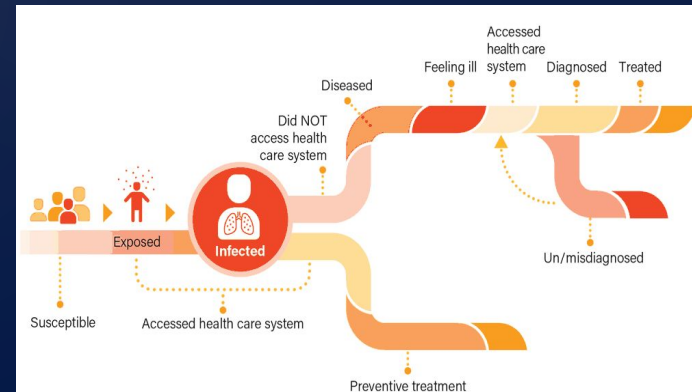 Accessed
health care
system
Feeling ill
Diagnosed
Treated
Diseased
Did NOT
access health
care system
Exposed
Infected
Un/misdiagnosed
Susceptible
Accessed health care system
Preventive treatment